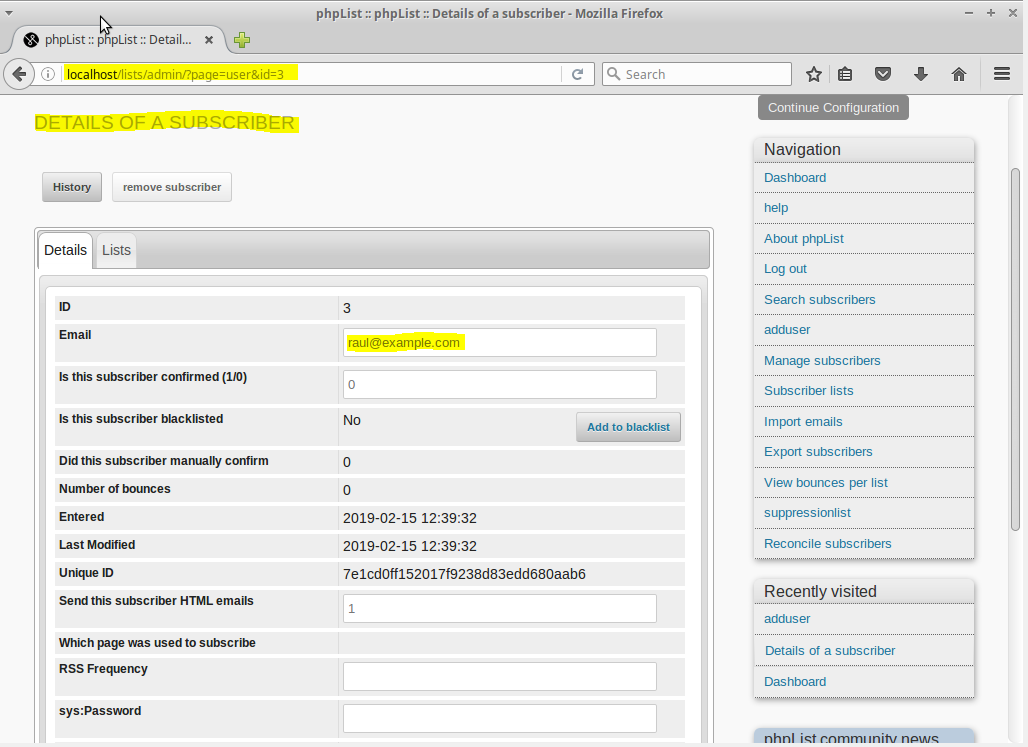 phpList :: phpList :: Details of a subscriber - Mozilla Firefox
phpList :: phpList :: Detail...
localhost/lists/admin/?page=user&id=3
Search
Continue Configuration
DETAILS OF A SUBSCRIBER
History
remove subscriber
Details
Lists
ID
3
Email
raul@example.com
Is this subscriber confirmed (1/0)
0
Is this subscriber blacklisted
No
Add to blacklist
Did this subscriber manually confirm
0
Number of bounces
0
Entered
2019-02-15 12:39:32
Last Modified
2019-02-15 12:39:32
Unique ID
7e1cd0ff152017f9238d83edd680aab6
Send this subscriber HTML emails
1
Which page was used to subscribe
RSS Frequency
sys:Password
Navigation
Dashboard
help
About phpList
Log out
Search subscribers
adduser
Manage subscribers
Subscriber lists
Import emails
Export subscribers
View bounces per list
suppressionlist
Reconcile subscribers
Recently visited
adduser
Details of a subscriber
Dashboard
phpList community news